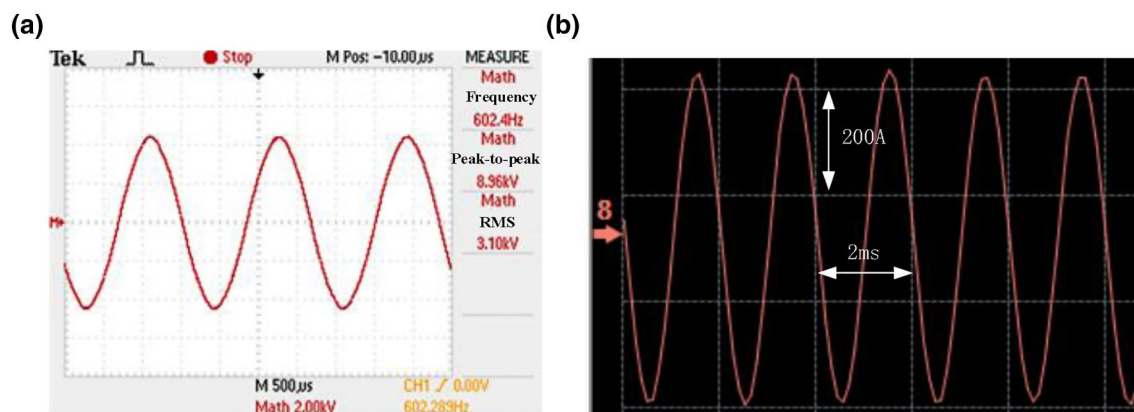 (a)
Tek Stop M Pos: -10.00µs MEASURE
Math
Frequency
602.4Hz
Math
Peak-to-peak
8.96kV
Math
RMS
3.10kV
M
M 500µs CH1 / 0.00V
Math 2.00kV 602.289Hz
(b)
200A
8
2ms